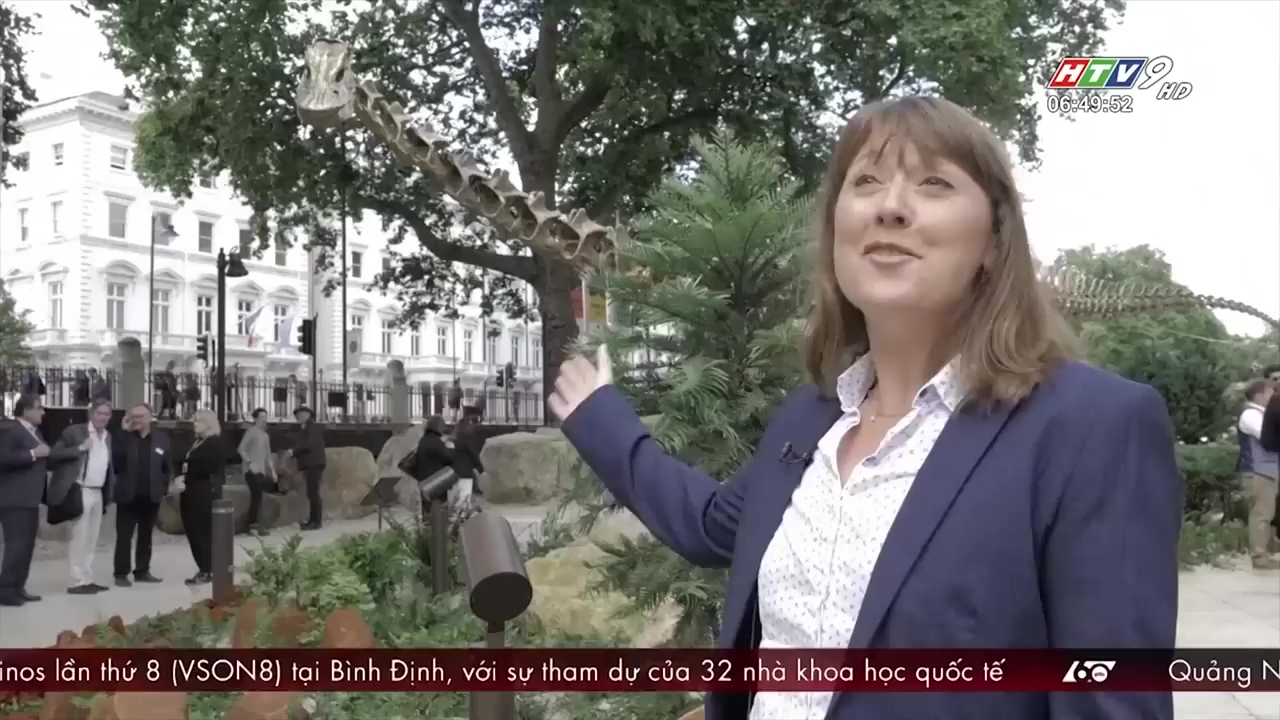 HTV9 HD
06:49:52
inos lần thứ 8 (VSON8) tại Bình Định, với sự tham dự của 32 nhà khoa học quốc tế 60 Quảng N